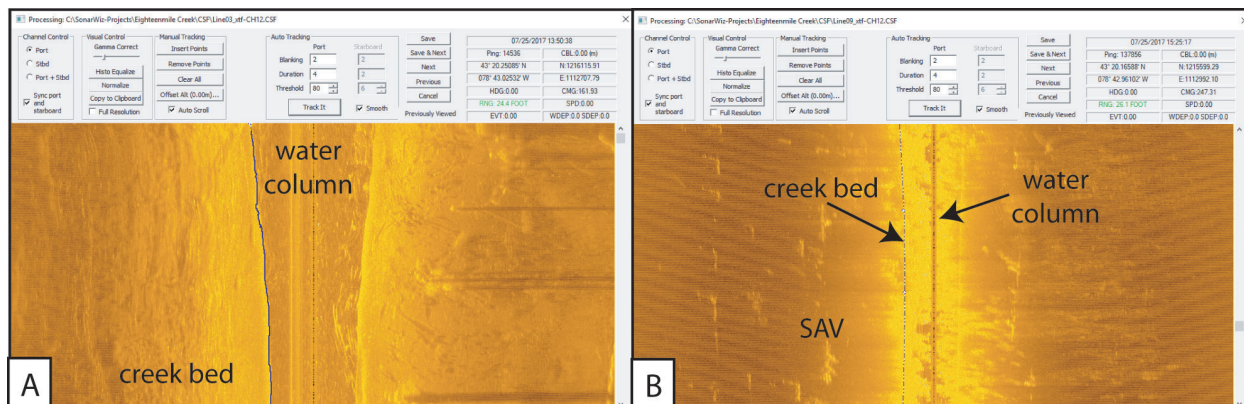 Processing: C:\SonarWiz-Projects\Eighteenmile Creek\CSF\Line03_xtf-CH12.CSF
Channel Control
Port
Stbd
Port + Stbd
Sync port
and
starboard
Visual Control
Gamma Correct
Histo Equalize
Normalize
Copy to Clipboard
Full Resolution
Manual Tracking
Insert Points
Remove Points
Clear All
Offset Alt (0.00m)...
Auto Scroll
Auto Tracking
Port
Starboard
Blanking 2 2
Duration 4 4
Threshold 80 6
Track It
Smooth
Save
Save & Next
Next
Previous
Cancel
Previously Viewed
07/25/2017 13:50:38
Ping: 14536 CBL:0.00 (m)
43° 20.25085' N N:1216115.91
078° 43.02532' W E:1112707.79
HDG:0.00 CMG:161.93
RNG: 24.4 FOOT SPD:0.00
EVT:0.00 WDEP:0.0 SDEP:0.0
water
column
creek bed
A
Processing: C:\SonarWiz-Projects\Eighteenmile Creek\CSF\Line09_xtf-CH12.CSF
Channel Control
Port
Stbd
Port + Stbd
Sync port
and
starboard
Visual Control
Gamma Correct
Histo Equalize
Normalize
Copy to Clipboard
Full Resolution
Manual Tracking
Insert Points
Remove Points
Clear All
Offset Alt (0.00m)...
Auto Scroll
Auto Tracking
Port
Starboard
Blanking 2 2
Duration 4 4
Threshold 80 6
Track It
Smooth
Save
Save & Next
Next
Previous
Cancel
Previously Viewed
07/25/2017 15:25:17
Ping: 137856 CBL:0.00 (m)
43° 20.16588' N N:1215599.29
078° 42.96102' W E:1112992.10
HDG:0.00 CMG:247.31
RNG: 26.1 FOOT SPD:0.00
EVT:0.00 WDEP:0.0 SDEP:0.0
creek bed
water
column
SAV
B